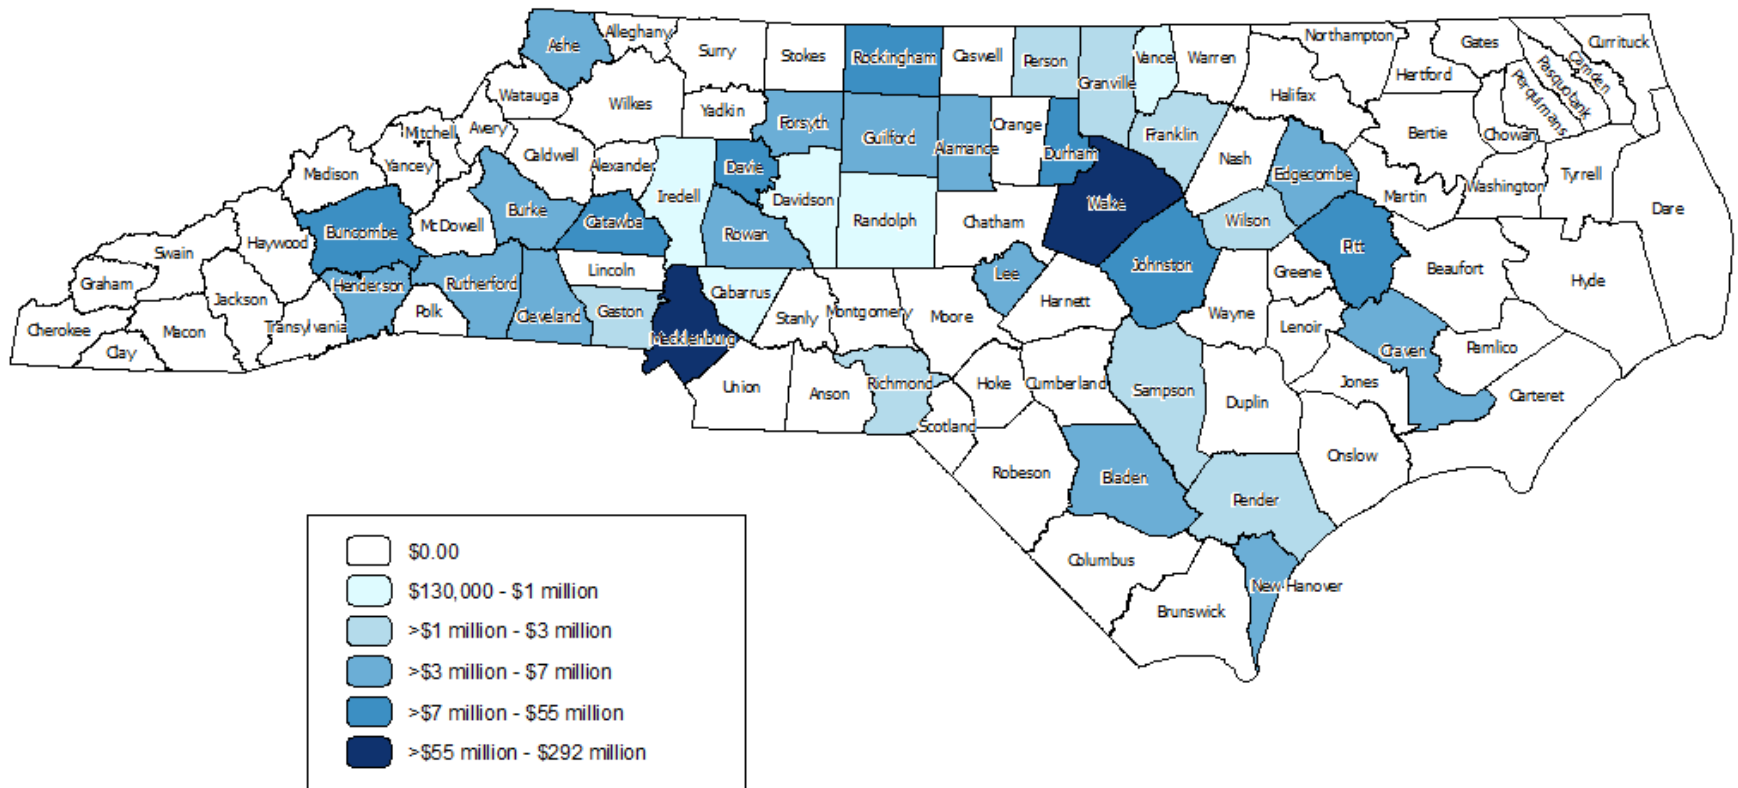 Ashe
Alleghany
Surry
Stokes
Rockingham
Caswell
Person
Granville
Vance
Warren
Northampton
Gates
Currituck
Camden
Pasquotank
Perquimans
Hertford
Halifax
Watauga
Wilkes
Yadkin
Forsyth
Guilford
Alamance
Orange
Durham
Franklin
Nash
Edgecombe
Bertie
Chowan
Mitchell
Avery
Caldwell
Alexander
Madison
Yancey
Iredell
Davie
Davidson
Randolph
Chatham
Wake
Wilson
Martin
Washington
Tyrrell
Dare
Buncombe
McDowell
Burke
Catawba
Rowan
Swain
Haywood
Graham
Henderson
Rutherford
Cleveland
Lincoln
Gaston
Cabarrus
Lee
Johnston
Greene
Pitt
Beaufort
Hyde
Cherokee
Clay
Macon
Jackson
Transylvania
Polk
Mecklenburg
Stanly
Montgomery
Moore
Harnett
Wayne
Lenoir
Craven
Pamlico
Union
Anson
Richmond
Scotland
Hoke
Cumberland
Sampson
Duplin
Jones
Carteret
Onslow
Robeson
Bladen
Pender
Columbus
Brunswick
New Hanover
$0.00
$130,000 - $1 million
>$1 million - $3 million
>$3 million - $7 million
>$7 million - $55 million
>$55 million - $292 million